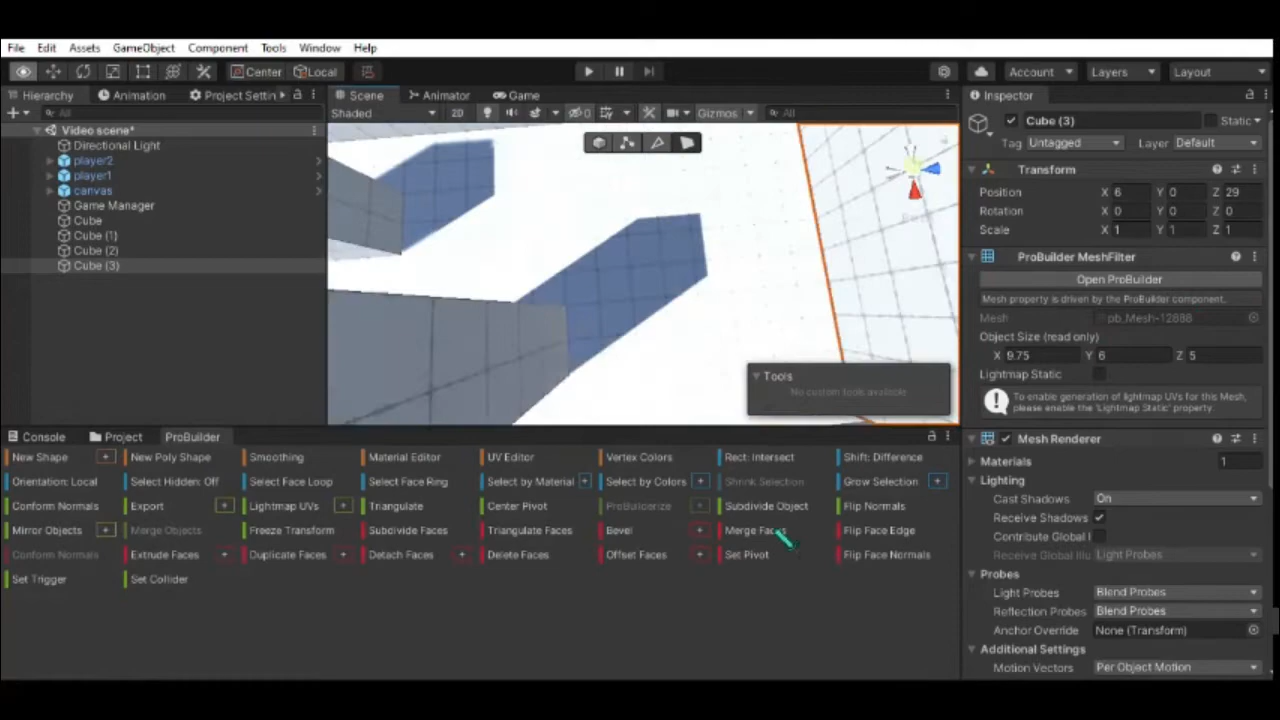 File Edit Assets GameObject Component Tools Window Help
Center Local Account Layers Layout
Hierarchy Animation Project Settin Scene Animator Game Inspector
All Shaded 2D 0 Gizmos All Cube (3) Static
Video scene* Tag Untagged Layer Default
Directional Light
player2 Transform
player1 Position X 6 Y 0 Z 29
canvas Rotation X 0 Y 0 Z 0
Game Manager Scale X 1 Y 1 Z 1
Cube
Cube (1)
Cube (2) ProBuilder MeshFilter
Cube (3) Open ProBuilder
Mesh property is driven by the ProBuilder component.
Mesh pb_Mesh-12888
Object Size (read only)
X 9.75 Y 6 Z 5
Tools Lightmap Static
No custom tools available
To enable generation of lightmap UVs for this Mesh,
please enable the 'Lightmap Static' property
Console Project ProBuilder Mesh Renderer
New Shape + New Poly Shape Smoothing Material Editor UV Editor Vertex Colors Rect: Intersect Shift: Difference Materials 1
Orientation: Local Select Hidden: Off Select Face Loop Select Face Ring Select by Material + Select by Colors + Shrink Selection Grow Selection + Lighting
Conform Normals Export + Lightmap UVs + Triangulate Center Pivot ProBuilderize + Subdivide Object Flip Normals Cast Shadows On
Mirror Objects + Merge Objects Freeze Transform Subdivide Faces Triangulate Faces Bevel + Merge Faces Flip Face Edge Receive Shadows
Contribute Global I
Conform Normals Extrude Faces + Duplicate Faces + Detach Faces + Delete Faces Offset Faces + Set Pivot Flip Face Normals Receive Global Illu Light Probes
Set Trigger Set Collider Probes
Light Probes Blend Probes
Reflection Probes Blend Probes
Anchor Override None (Transform)
Additional Settings
Motion Vectors Per Object Motion